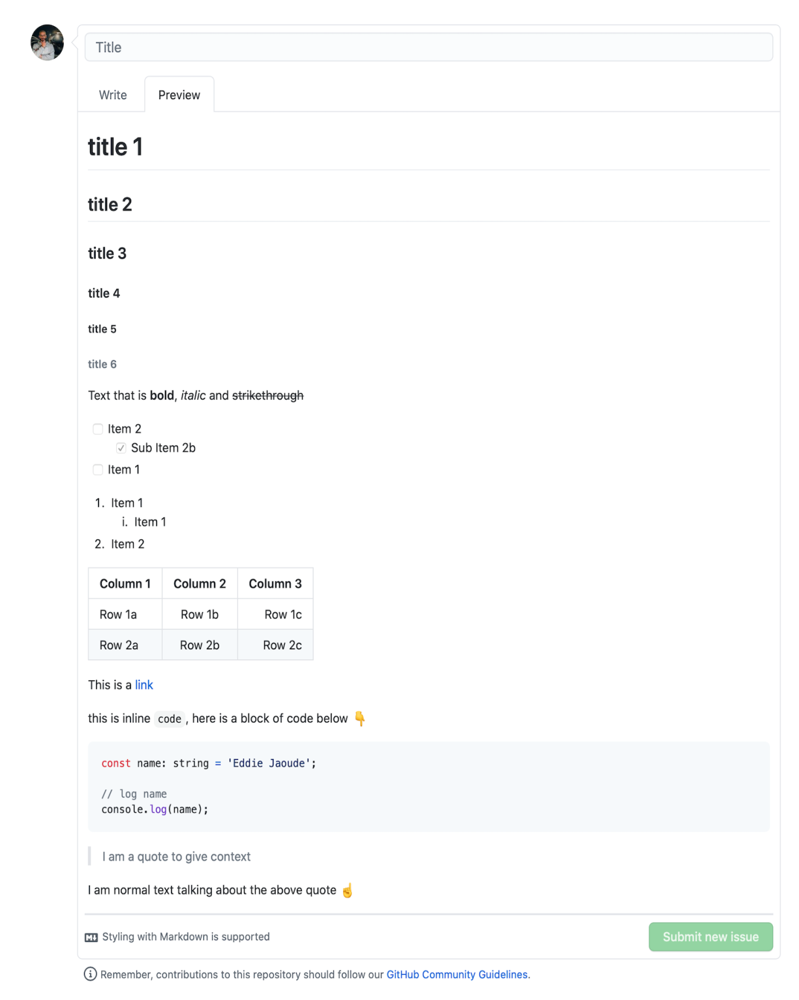 Title
Write Preview
title 1
title 2
title 3
title 4
title 5
title 6
Text that is bold, italic and strikethrough
Item 2
Sub Item 2b
Item 1
1. Item 1
i. Item 1
2. Item 2
Column 1 Column 2 Column 3
Row 1a Row 1b Row 1c
Row 2a Row 2b Row 2c
This is a link
this is inline code , here is a block of code below 👇
const name: string = 'Eddie Jaoude';
// log name
console.log(name);
I am a quote to give context
I am normal text talking about the above quote ☝️
Styling with Markdown is supported
Submit new issue
Remember, contributions to this repository should follow our GitHub Community Guidelines.